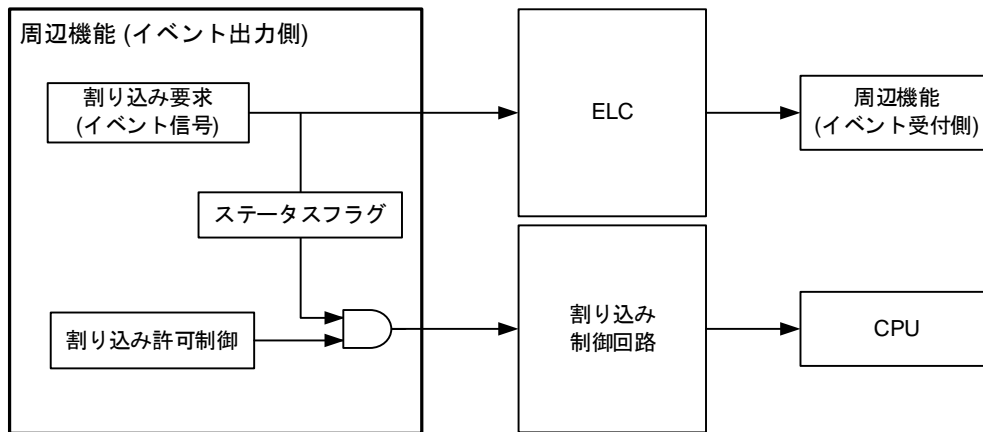 周辺機能 (イベント出力側)
割り込み要求
(イベント信号)
ELC
周辺機能
(イベント受付側)
ステータスフラグ
割り込み許可制御
割り込み
制御回路
CPU